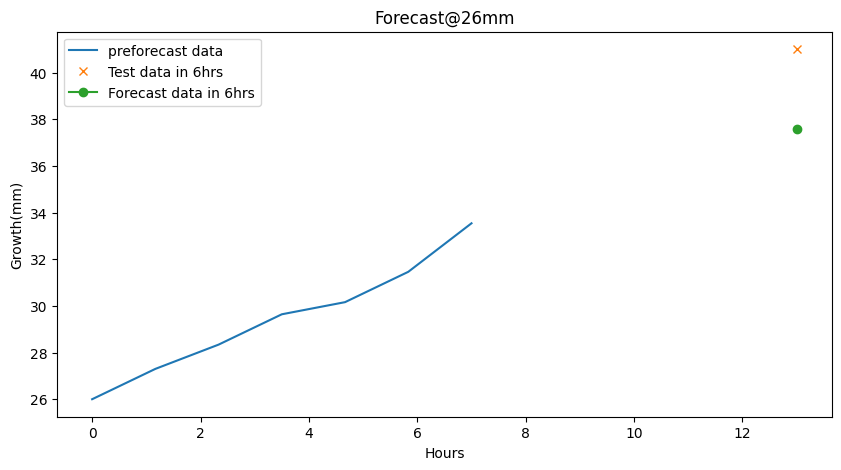 Forecast@26mm
preforecast data
Test data in 6hrs
Forecast data in 6hrs
Growth(mm)
40
38
36
34
32
30
28
26
0 2 4 6 8 10 12
Hours